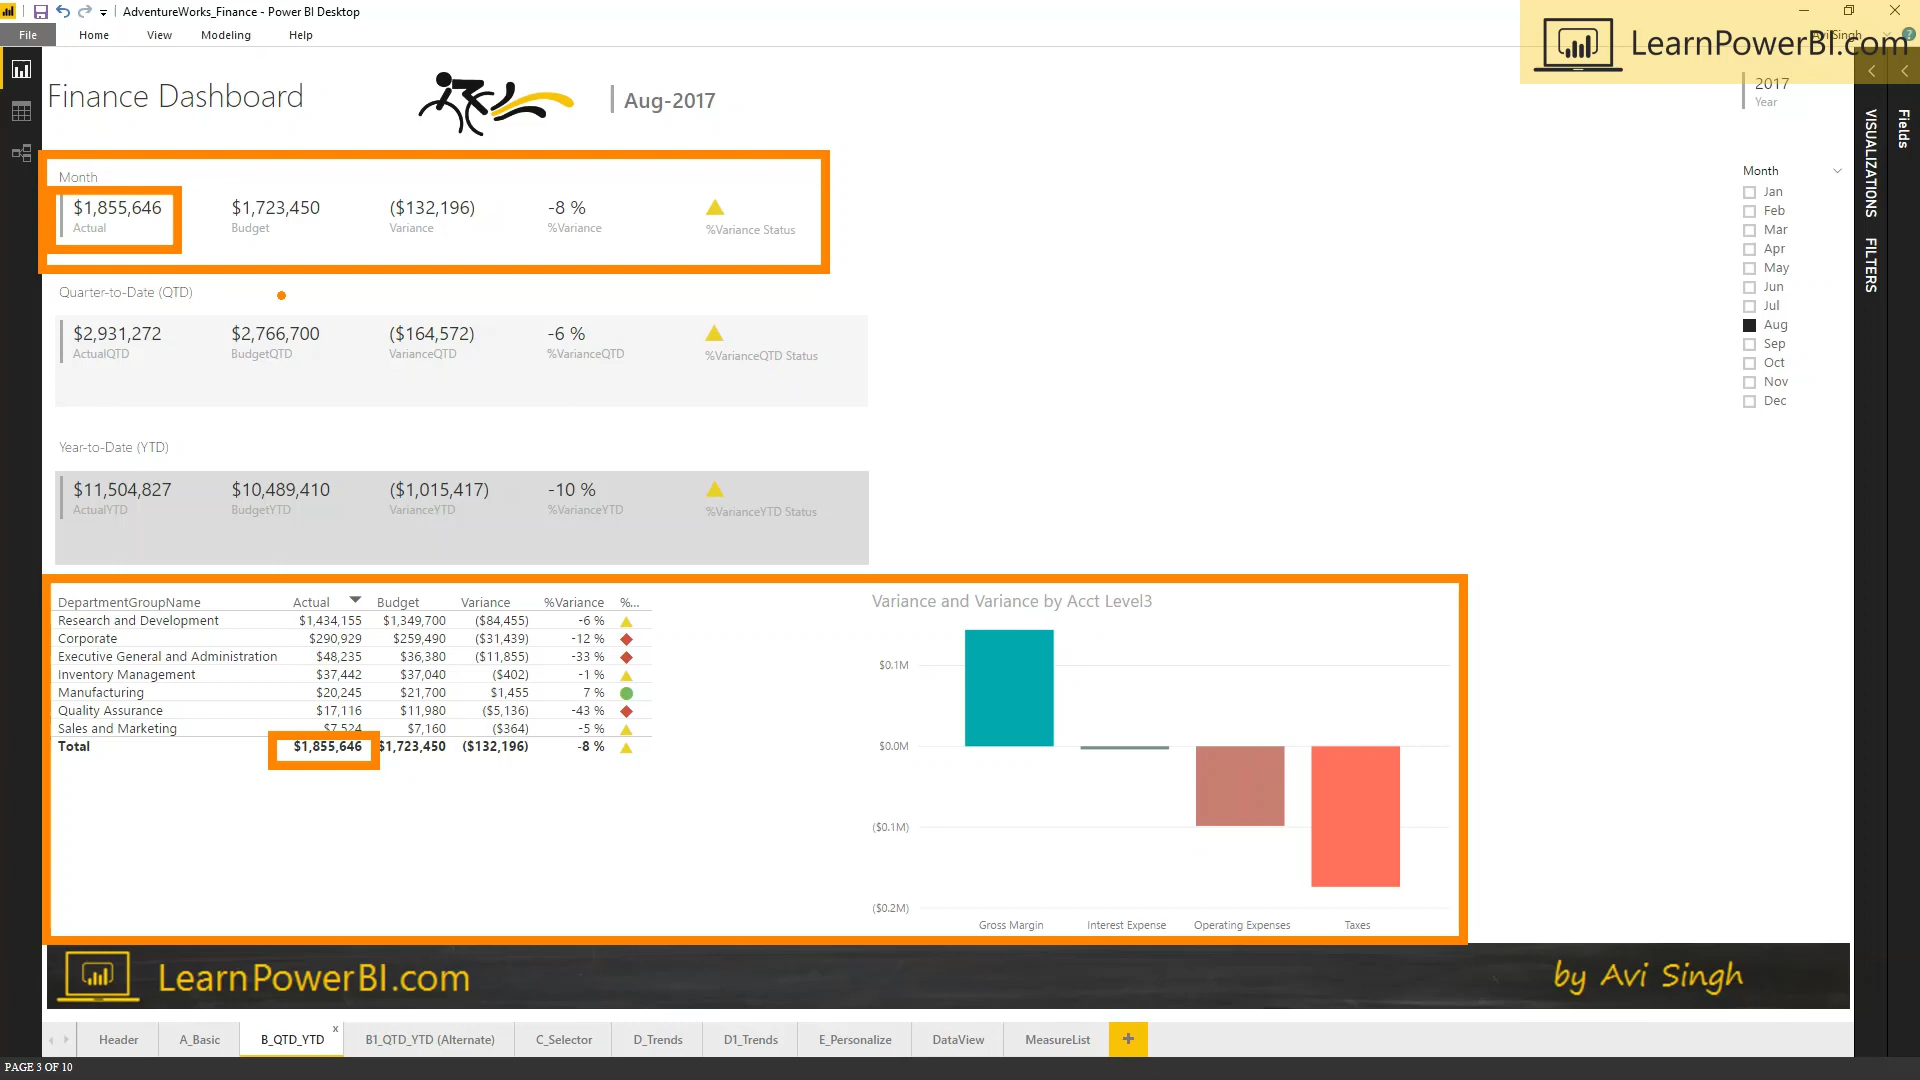 AdventureWorks_Finance - Power BI Desktop
File Home View Modeling Help
Avi Singh
LearnPowerBI.com
Finance Dashboard
Aug-2017
2017
Year
Month
$1,855,646 $1,723,450 ($132,196) -8 %
Actual Budget Variance %Variance %Variance Status
Quarter-to-Date (QTD)
$2,931,272 $2,766,700 ($164,572) -6 %
ActualQTD BudgetQTD VarianceQTD %VarianceQTD %VarianceQTD Status
Year-to-Date (YTD)
$11,504,827 $10,489,410 ($1,015,417) -10 %
ActualYTD BudgetYTD VarianceYTD %VarianceYTD %VarianceYTD Status
Month
Jan
Feb
Mar
Apr
May
Jun
Jul
Aug
Sep
Oct
Nov
Dec
VISUALIZATIONS
FILTERS
Fields
DepartmentGroupName Actual Budget Variance %Variance %...
Research and Development $1,434,155 $1,349,700 ($84,455) -6 %
Corporate $290,929 $259,490 ($31,439) -12 %
Executive General and Administration $48,235 $36,380 ($11,855) -33 %
Inventory Management $37,442 $37,040 ($402) -1 %
Manufacturing $20,245 $21,700 $1,455 7 %
Quality Assurance $17,116 $11,980 ($5,136) -43 %
Sales and Marketing $7,524 $7,160 ($364) -5 %
Total $1,855,646 $1,723,450 ($132,196) -8 %
Variance and Variance by Acct Level3
$0.1M
$0.0M
($0.1M)
($0.2M)
Gross Margin Interest Expense Operating Expenses Taxes
LearnPowerBI.com
by Avi Singh
Header A_Basic B_QTD_YTD x B1_QTD_YTD (Alternate) C_Selector D_Trends D1_Trends E_Personalize DataView MeasureList +
PAGE 3 OF 10